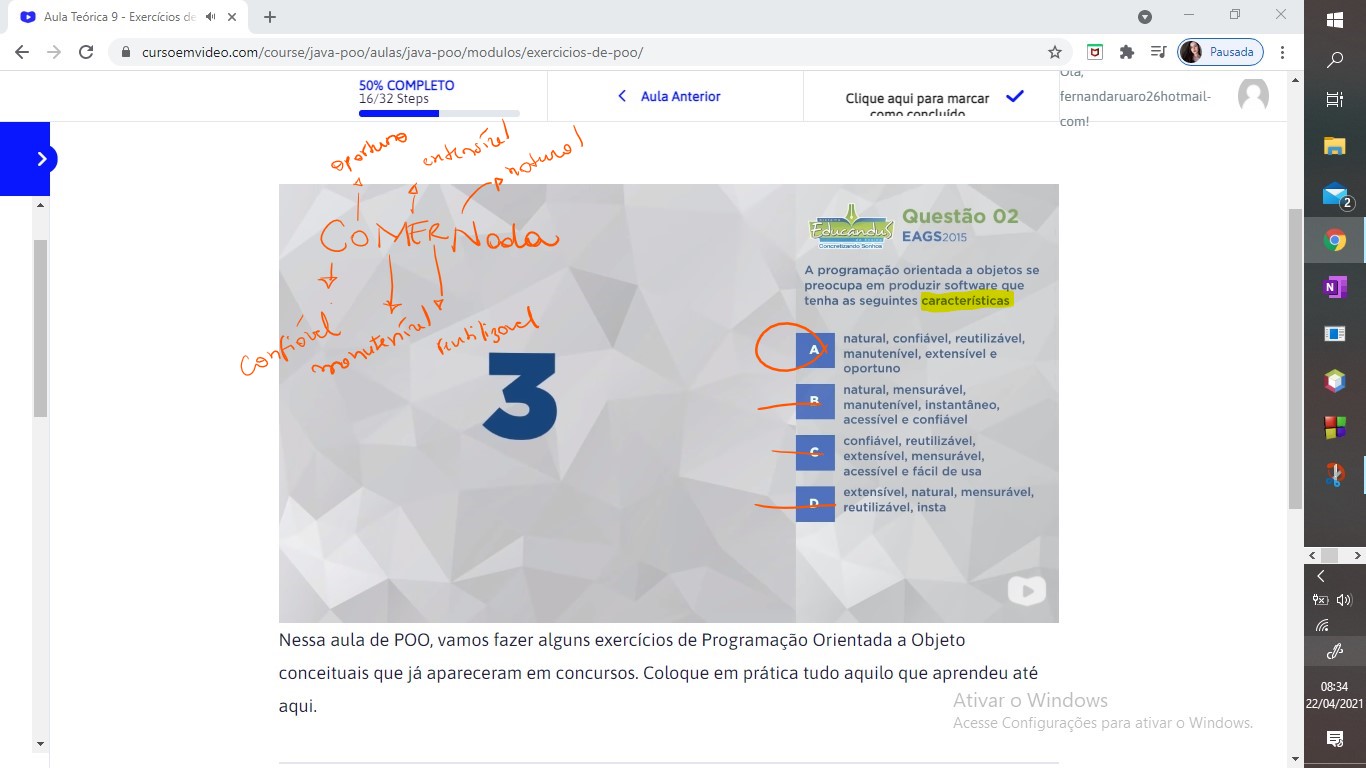 Aula Teórica 9 - Exercícios de
cursoemvideo.com/course/java-poo/aulas/java-poo/modulos/exercicios-de-poo/
Pausada
50% COMPLETO
16/32 Steps
Aula Anterior
Clique aqui para marcar
como concluído
Olá,
fernandaruaro26hotmail-
com!
oportuno
extensível
natural
COMERNada
confiável
manutenível
reutilizável
3
Educandus
Concretizando Sonhos
Questão 02
EAGS2015
A programação orientada a objetos se
preocupa em produzir software que
tenha as seguintes características
A
natural, confiável, reutilizável,
manutenível, extensível e
oportuno
B
natural, mensurável,
manutenível, instantâneo,
acessível e confiável
C
confiável, reutilizável,
extensível, mensurável,
acessível e fácil de usa
D
extensível, natural, mensurável,
reutilizável, insta
Nessa aula de POO, vamos fazer alguns exercícios de Programação Orientada a Objeto
conceituais que já apareceram em concursos. Coloque em prática tudo aquilo que aprendeu até
aqui.
Ativar o Windows
Acesse Configurações para ativar o Windows.
2
N
08:34
22/04/2021